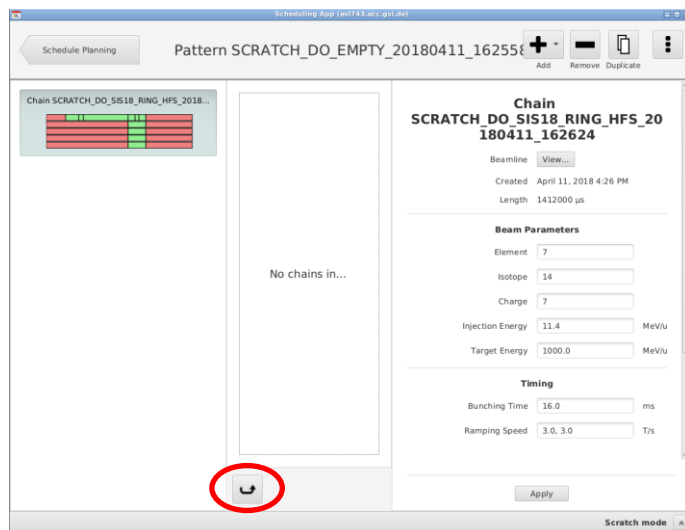 Scheduling App (asl743.acc.gsi.de)
Schedule Planning
Pattern SCRATCH_DO_EMPTY_20180411_162558
Add
Remove
Duplicate
Chain SCRATCH_DO_SIS18_RING_HFS_2018...
No chains in...
Chain
SCRATCH_DO_SIS18_RING_HFS_20
180411_162624
Beamline View...
Created April 11, 2018 4:26 PM
Length 1412000 µs
Beam Parameters
Element 7
Isotope 14
Charge 7
Injection Energy 11.4 MeV/u
Target Energy 1000.0 MeV/u
Timing
Bunching Time 16.0 ms
Ramping Speed 3.0, 3.0 T/s
Apply
Scratch mode